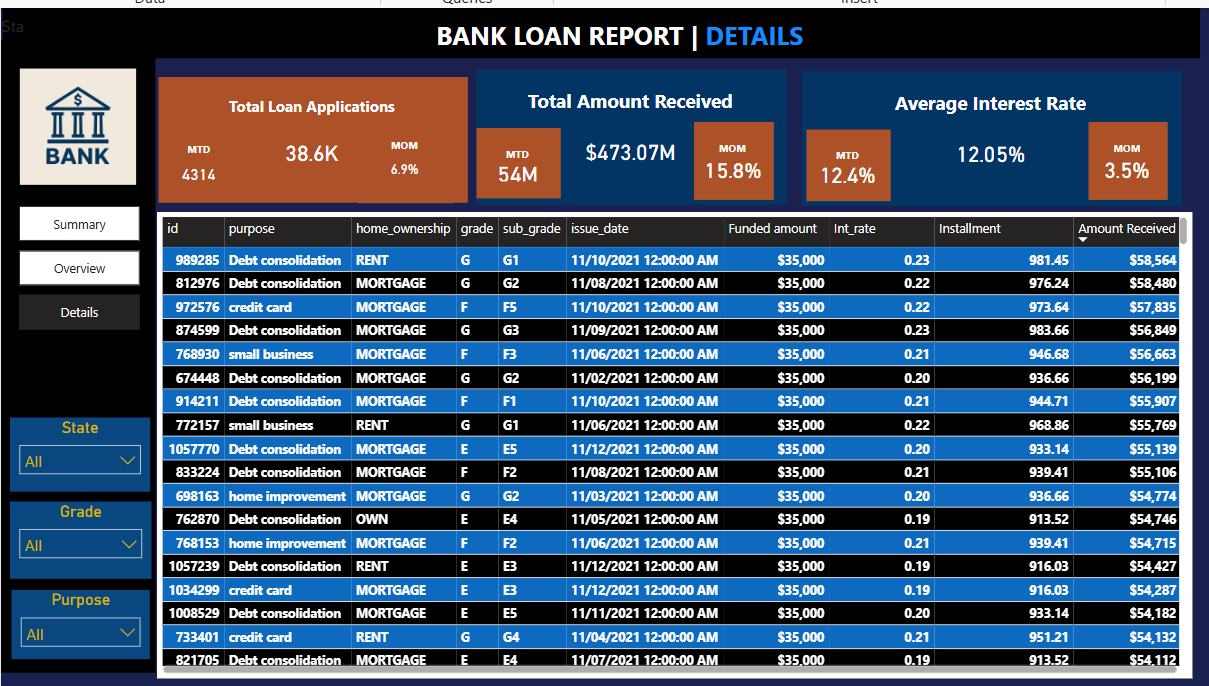 Data Queries Insert
Sta
BANK LOAN REPORT | DETAILS
$
BANK
Total Loan Applications
MTD
4314
38.6K
MOM
6.9%
Total Amount Received
MTD
54M
$473.07M
MOM
15.8%
Average Interest Rate
MTD
12.4%
12.05%
MOM
3.5%
Summary
Overview
Details
State
All
Grade
All
Purpose
All
id purpose home_ownership grade sub_grade issue_date Funded amount Int_rate Installment Amount Received
989285 Debt consolidation RENT G G1 11/10/2021 12:00:00 AM $35,000 0.23 981.45 $58,564
812976 Debt consolidation MORTGAGE G G2 11/08/2021 12:00:00 AM $35,000 0.22 976.24 $58,480
972576 credit card MORTGAGE F F5 11/10/2021 12:00:00 AM $35,000 0.22 973.64 $57,835
874599 Debt consolidation MORTGAGE G G3 11/09/2021 12:00:00 AM $35,000 0.23 983.66 $56,849
768930 small business MORTGAGE F F3 11/06/2021 12:00:00 AM $35,000 0.21 946.68 $56,663
674448 Debt consolidation MORTGAGE G G2 11/02/2021 12:00:00 AM $35,000 0.20 936.66 $56,199
914211 Debt consolidation MORTGAGE F F1 11/10/2021 12:00:00 AM $35,000 0.21 944.71 $55,907
772157 small business RENT G G1 11/06/2021 12:00:00 AM $35,000 0.22 968.86 $55,769
1057770 Debt consolidation MORTGAGE E E5 11/12/2021 12:00:00 AM $35,000 0.20 933.14 $55,139
833224 Debt consolidation MORTGAGE F F2 11/08/2021 12:00:00 AM $35,000 0.21 939.41 $55,106
698163 home improvement MORTGAGE G G2 11/03/2021 12:00:00 AM $35,000 0.20 936.66 $54,774
762870 Debt consolidation OWN E E4 11/05/2021 12:00:00 AM $35,000 0.19 913.52 $54,746
768153 home improvement MORTGAGE F F2 11/06/2021 12:00:00 AM $35,000 0.21 939.41 $54,715
1057239 Debt consolidation RENT E E3 11/12/2021 12:00:00 AM $35,000 0.19 916.03 $54,427
1034299 credit card MORTGAGE E E3 11/12/2021 12:00:00 AM $35,000 0.19 916.03 $54,287
1008529 Debt consolidation MORTGAGE E E5 11/11/2021 12:00:00 AM $35,000 0.20 933.14 $54,182
733401 credit card RENT G G4 11/04/2021 12:00:00 AM $35,000 0.21 951.21 $54,132
821705 Debt consolidation MORTGAGE E E4 11/07/2021 12:00:00 AM $35,000 0.19 913.52 $54,112